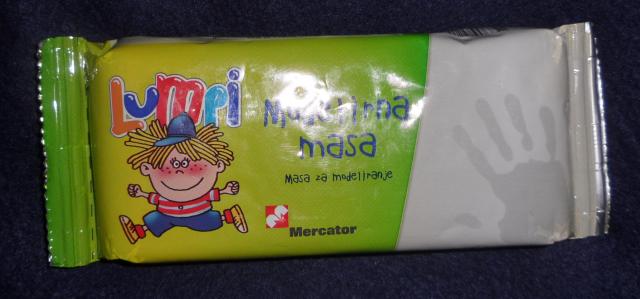 Lumpi
Modelirna
masa
Masa za modeliranje
Mercator